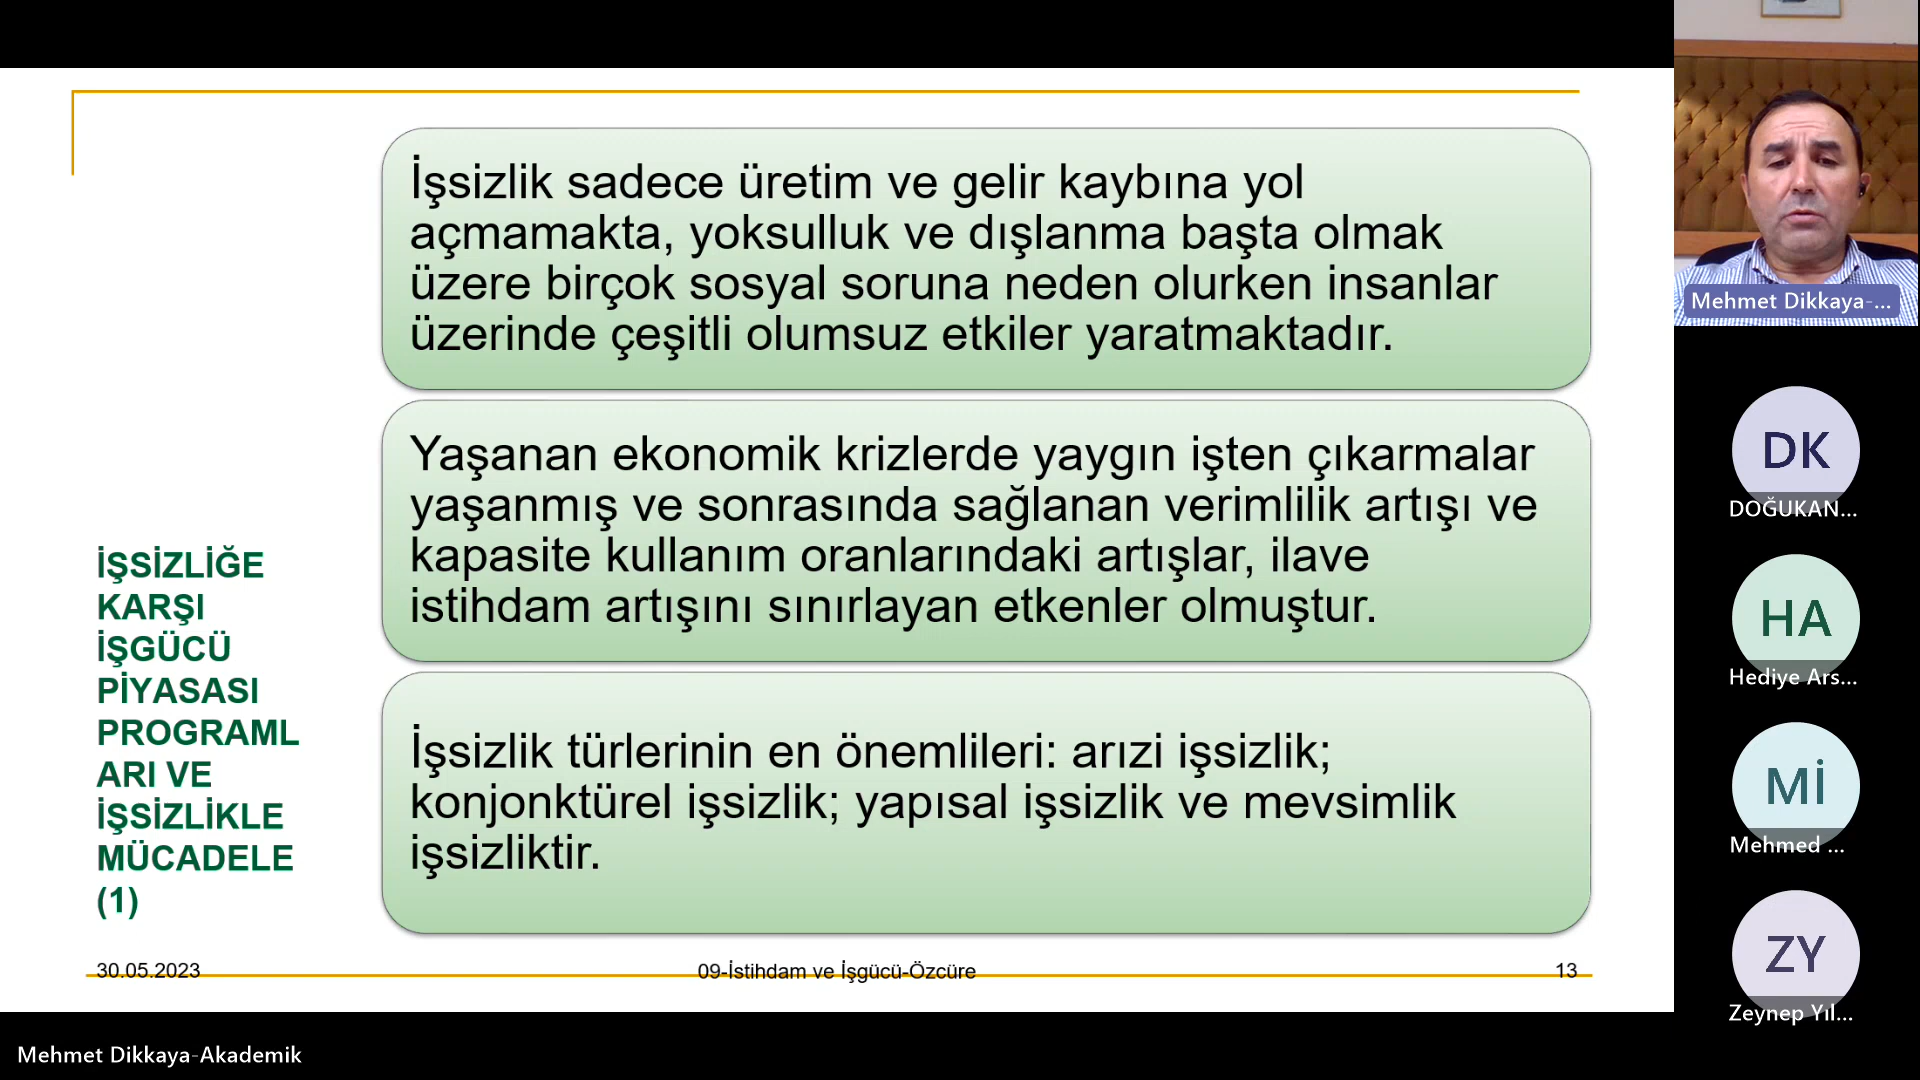 İşsizlik sadece üretim ve gelir kaybına yol
açmamakta, yoksulluk ve dışlanma başta olmak
üzere birçok sosyal soruna neden olurken insanlar
üzerinde çeşitli olumsuz etkiler yaratmaktadır.
Yaşanan ekonomik krizlerde yaygın işten çıkarmalar
yaşanmış ve sonrasında sağlanan verimlilik artışı ve
kapasite kullanım oranlarındaki artışlar, ilave
istihdam artışını sınırlayan etkenler olmuştur.
İşsizlik türlerinin en önemlileri: arızi işsizlik;
konjonktürel işsizlik; yapısal işsizlik ve mevsimlik
işsizliktir.
İŞSİZLİĞE
KARŞI
İŞGÜCÜ
PİYASASI
PROGRAML
ARI VE
İŞSİZLİKLE
MÜCADELE
(1)
30.05.2023
09-İstihdam ve İşgücü-Özcüre
13
Mehmet Dikkaya-...
DK
DOĞUKAN...
HA
Hediye Ars...
Mİ
Mehmed ...
ZY
Zeynep Yıl...
Mehmet Dikkaya-Akademik